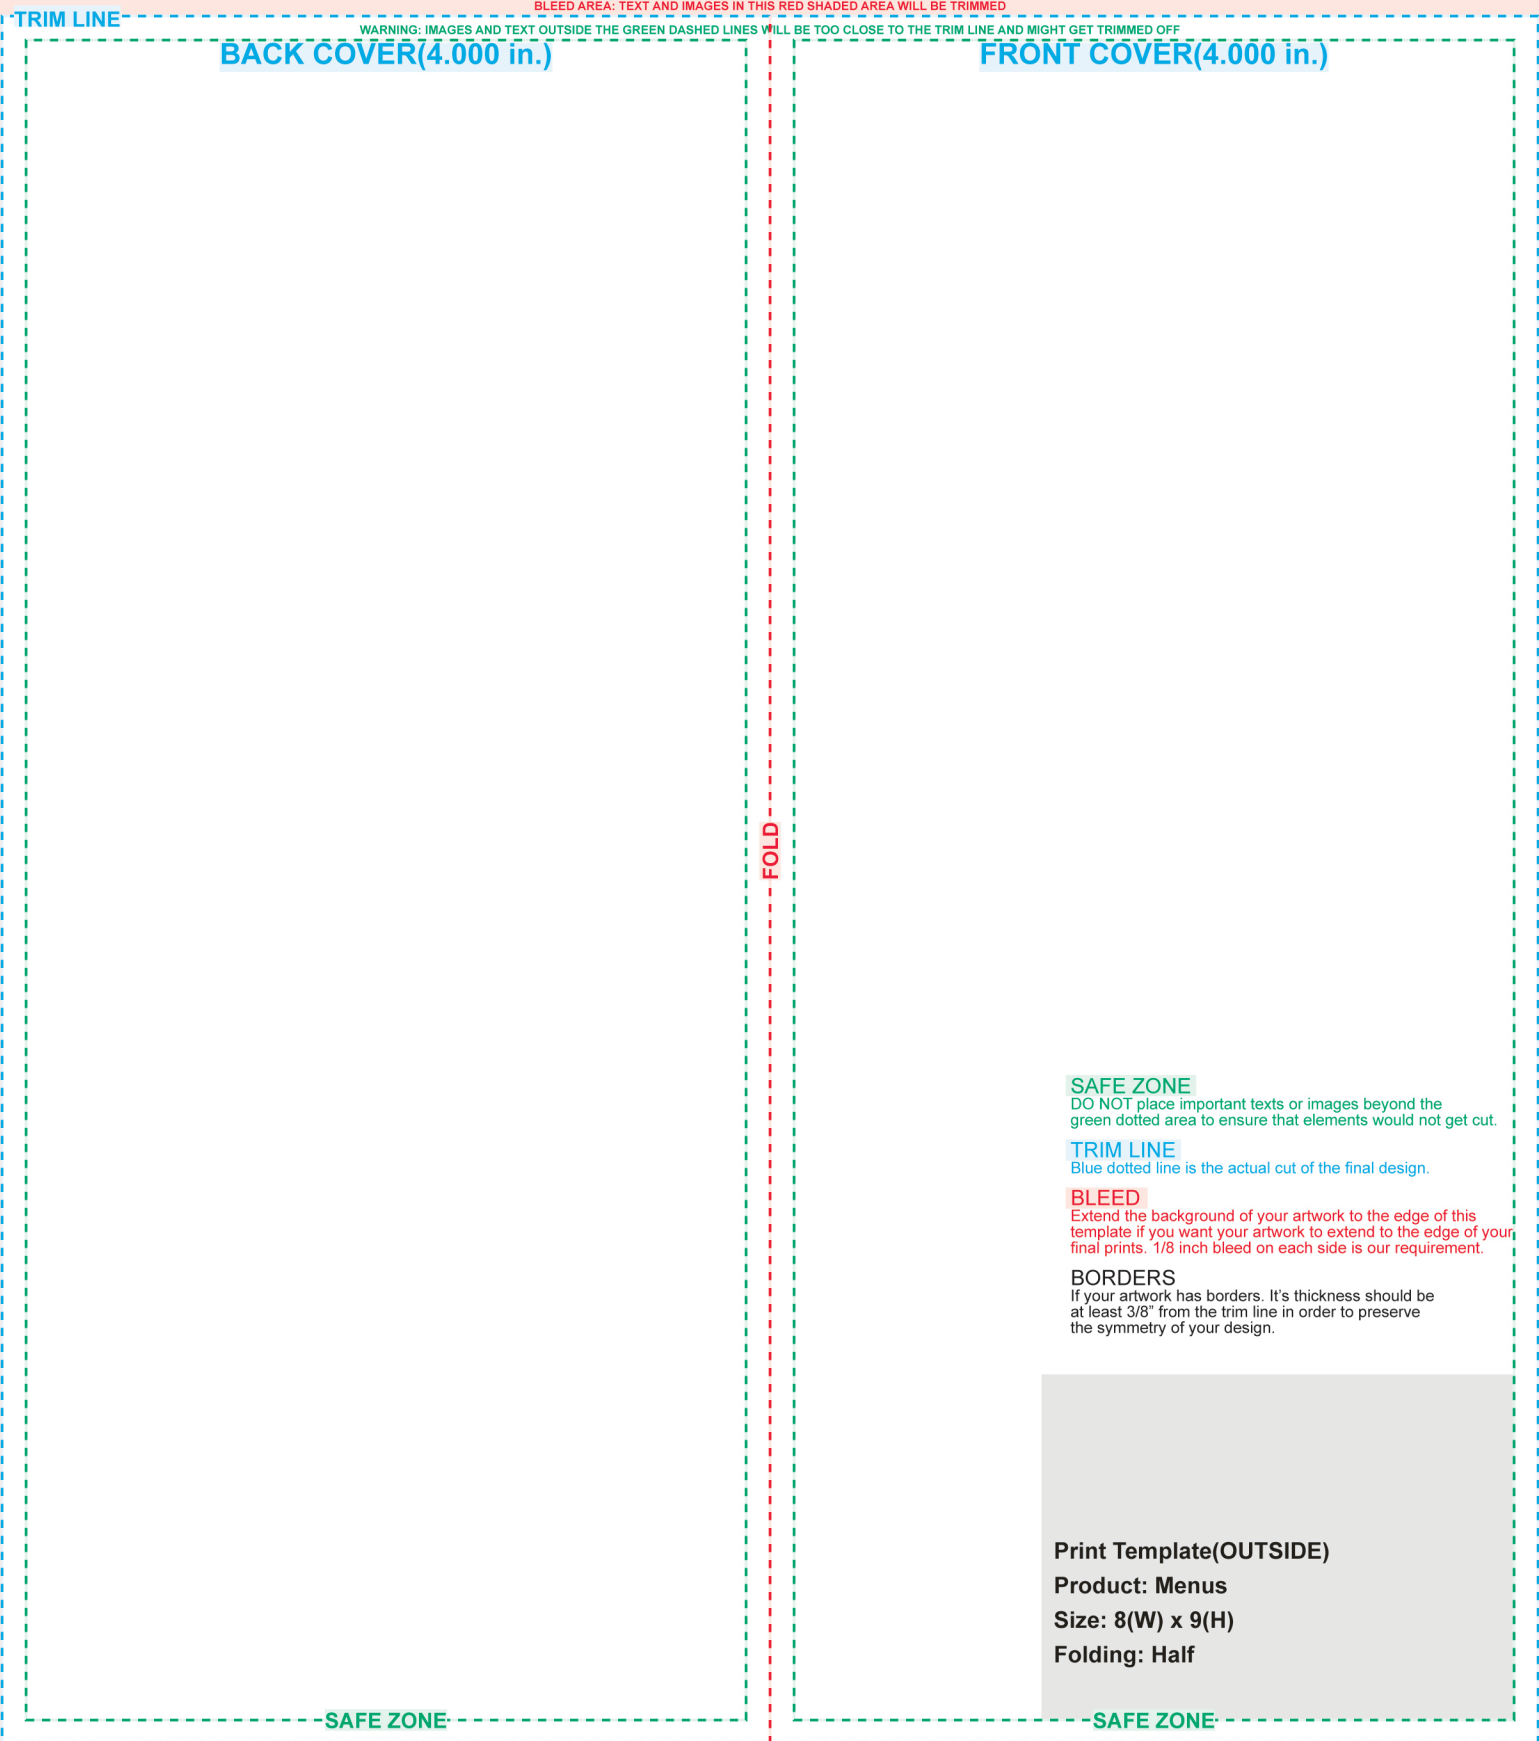 BLEED AREA: TEXT AND IMAGES IN THIS RED SHADED AREA WILL BE TRIMMED
TRIM LINE
WARNING: IMAGES AND TEXT OUTSIDE THE GREEN DASHED LINES WILL BE TOO CLOSE TO THE TRIM LINE AND MIGHT GET TRIMMED OFF
BACK COVER(4.000 in.)
FRONT COVER(4.000 in.)
FOLD
SAFE ZONE
DO NOT place important texts or images beyond the
green dotted area to ensure that elements would not get cut.
TRIM LINE
Blue dotted line is the actual cut of the final design.
BLEED
Extend the background of your artwork to the edge of this
template if you want your artwork to extend to the edge of your
final prints. 1/8 inch bleed on each side is our requirement.
BORDERS
If your artwork has borders. It’s thickness should be
at least 3/8” from the trim line in order to preserve
the symmetry of your design.
Print Template(OUTSIDE)
Product: Menus
Size: 8(W) x 9(H)
Folding: Half
SAFE ZONE
SAFE ZONE